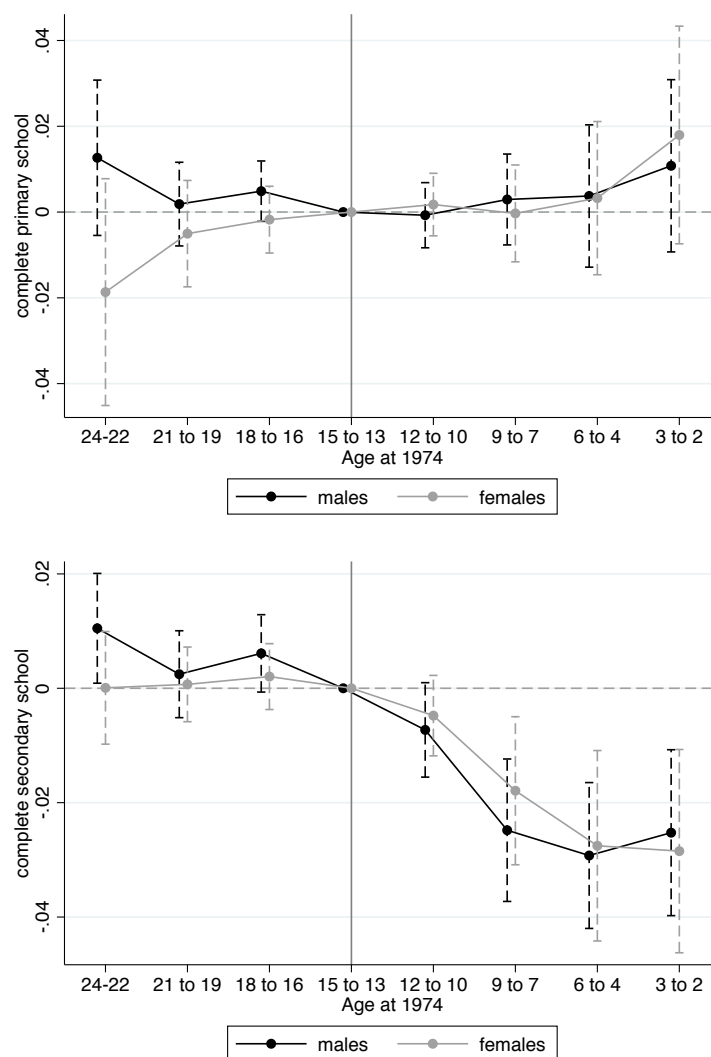 complete primary school
.04
.02
0
-.02
-.04
24-22 21 to 19 18 to 16 15 to 13 12 to 10 9 to 7 6 to 4 3 to 2
Age at 1974
males females
complete secondary school
.02
0
-.02
-.04
24-22 21 to 19 18 to 16 15 to 13 12 to 10 9 to 7 6 to 4 3 to 2
Age at 1974
males females